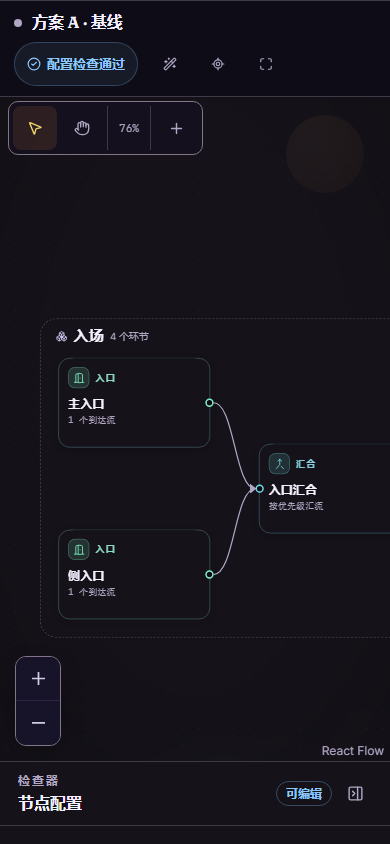 方案 A · 基线
配置检查通过
76%
入场 4 个环节
入口
主入口
1 个到达流
汇合
入口汇合
按优先级汇流
入口
侧入口
1 个到达流
React Flow
检查器
节点配置
可编辑